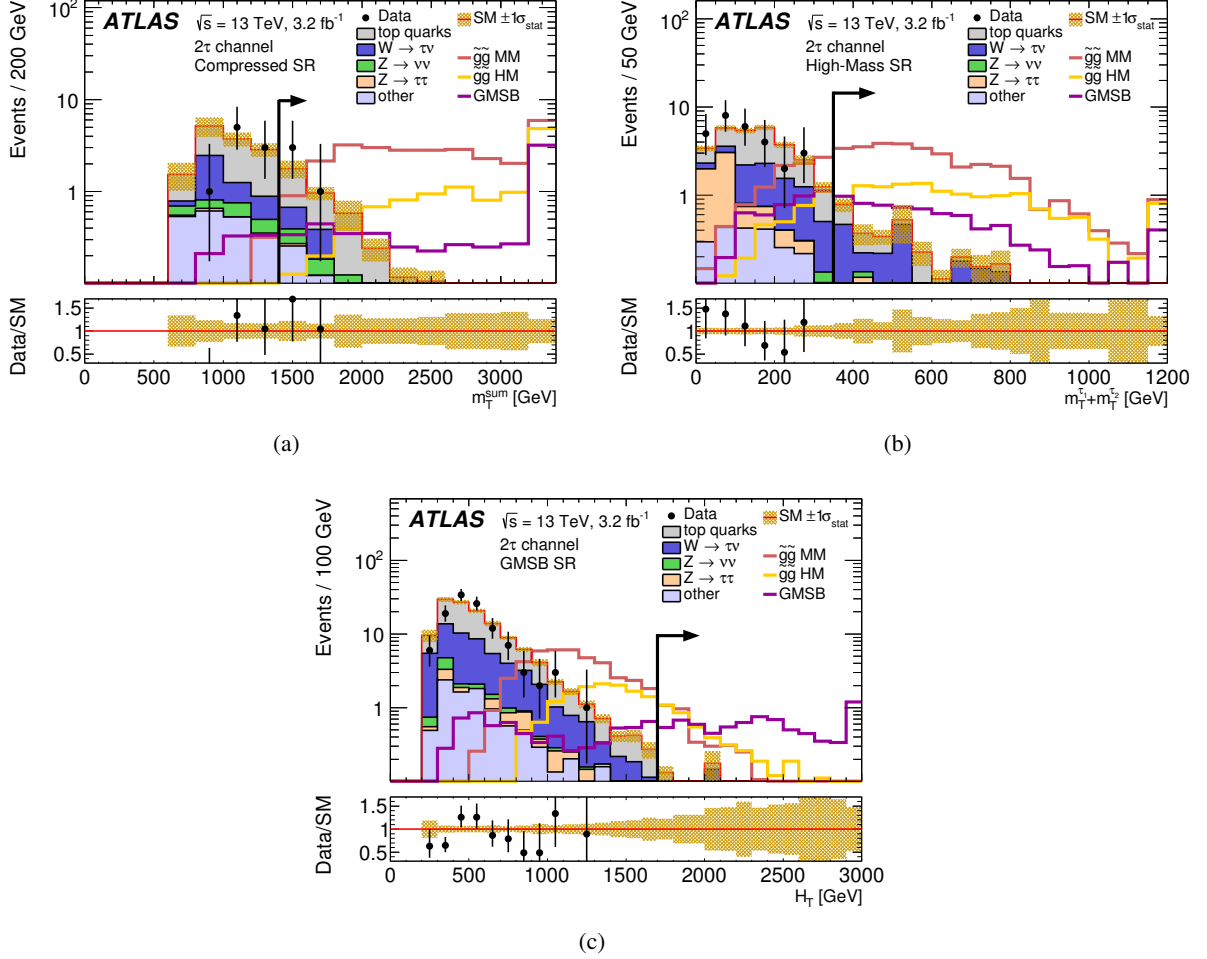 ATLAS
√s = 13 TeV, 3.2 fb⁻¹
2τ channel
Compressed SR
Data
top quarks
W → τν
Z → νν
Z → ττ
other
SM ±1σstat
g̃g̃ MM
g̃g̃ HM
GMSB
Events / 200 GeV
10²
10
1
Data/SM
1.5
1
0.5
0 500 1000 1500 2000 2500 3000
m_T^sum [GeV]
(a)
ATLAS
√s = 13 TeV, 3.2 fb⁻¹
2τ channel
High-Mass SR
Data
top quarks
W → τν
Z → νν
Z → ττ
other
SM ±1σstat
g̃g̃ MM
g̃g̃ HM
GMSB
Events / 50 GeV
10²
10
1
Data/SM
1.5
1
0.5
0 200 400 600 800 1000 1200
m_T^τ₁+m_T^τ₂ [GeV]
(b)
ATLAS
√s = 13 TeV, 3.2 fb⁻¹
2τ channel
GMSB SR
Data
top quarks
W → τν
Z → νν
Z → ττ
other
SM ±1σstat
g̃g̃ MM
g̃g̃ HM
GMSB
Events / 100 GeV
10²
10
1
Data/SM
1.5
1
0.5
0 500 1000 1500 2000 2500 3000
H_T [GeV]
(c)